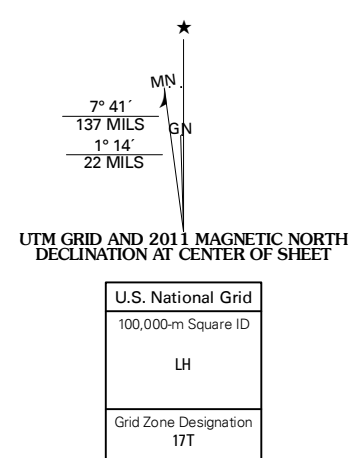 ★
MN
7° 41´
137 MILS
GN
1° 14´
22 MILS
UTM GRID AND 2011 MAGNETIC NORTH
DECLINATION AT CENTER OF SHEET
U.S. National Grid
100,000-m Square ID
LH
Grid Zone Designation
17T